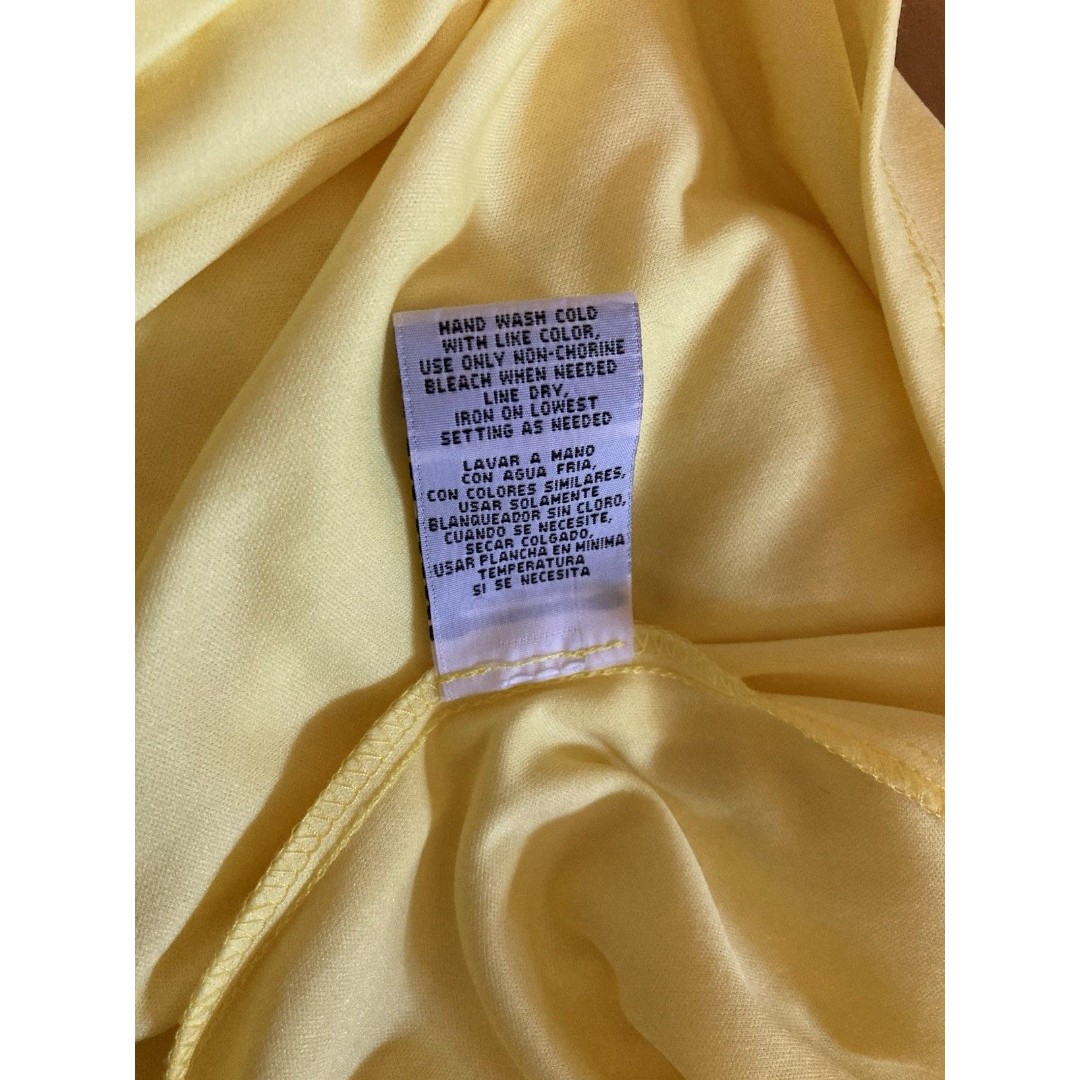 HAND WASH COLD
WITH LIKE COLOR,
USE ONLY NON-CHORINE
BLEACH WHEN NEEDED
LINE DRY,
IRON ON LOWEST
SETTING AS NEEDED
LAVAR A MANO
CON AGUA FRIA,
CON COLORES SIMILARES,
USAR SOLAMENTE
BLANQUEADOR SIN CLORO,
CUANDO SE NECESITE,
SECAR COLGADO,
USAR PLANCHA EN MINIMA
TEMPERATURA
SI SE NECESITA